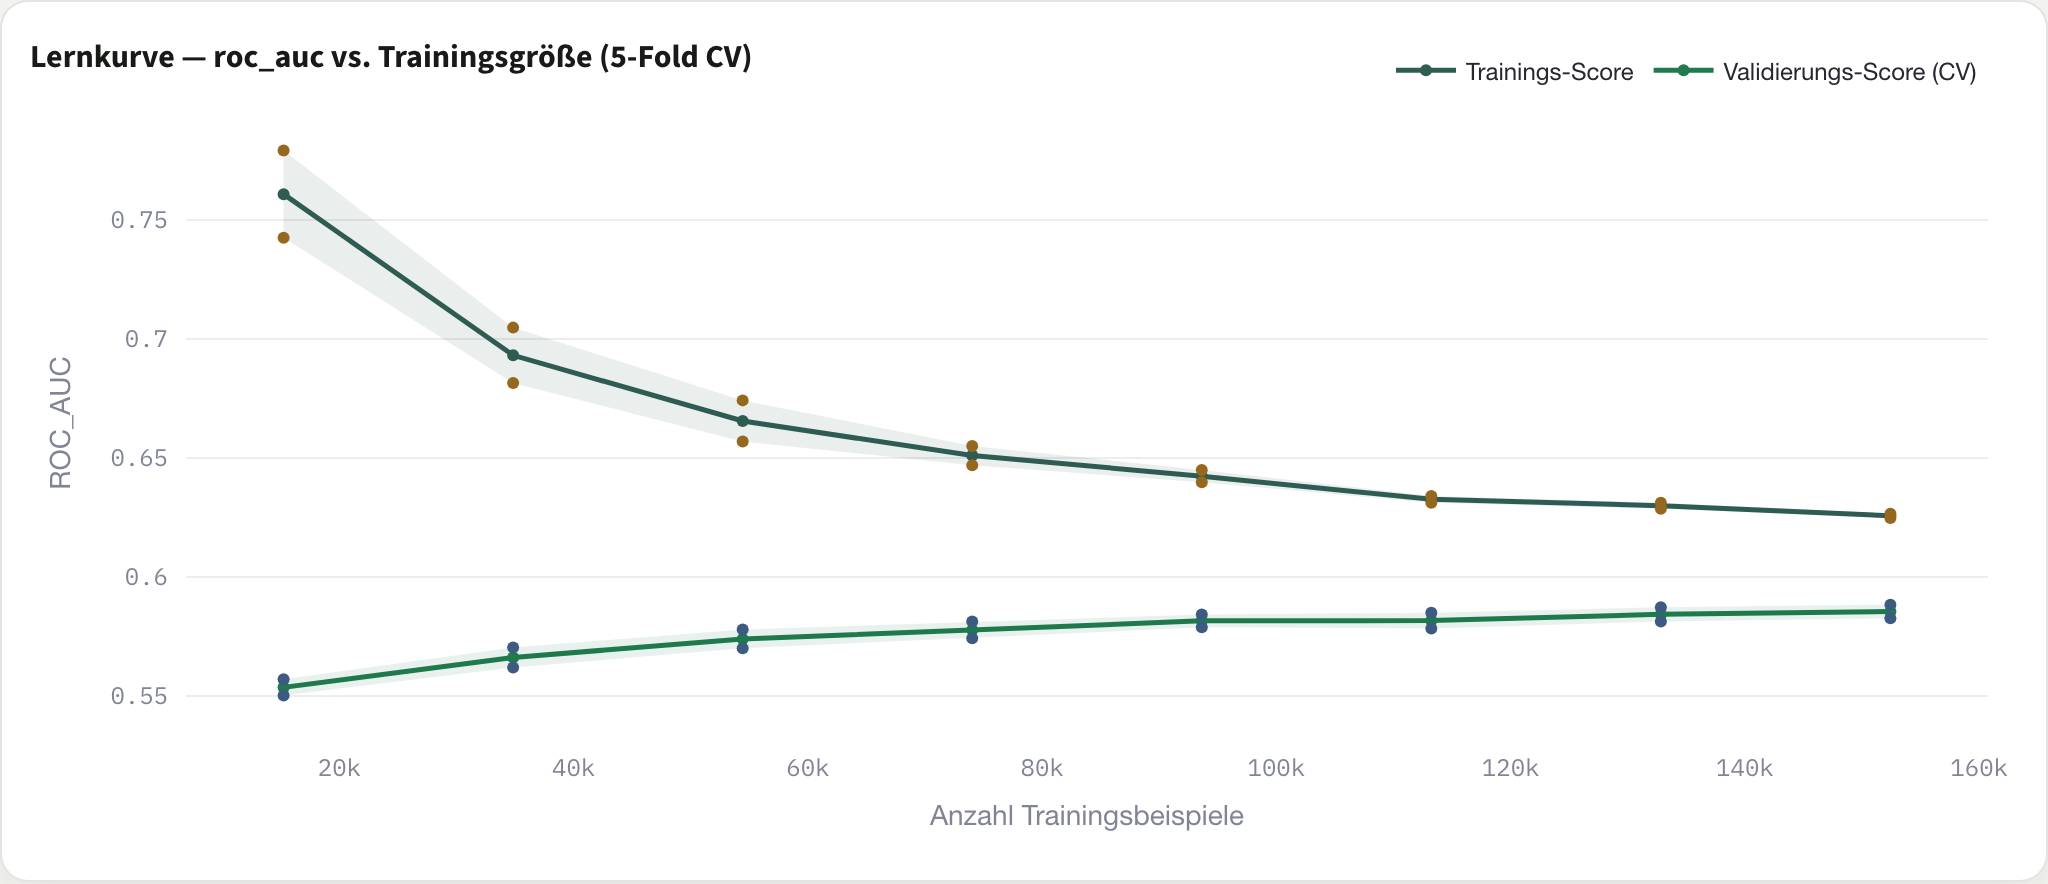 Lernkurve — roc_auc vs. Trainingsgröße (5-Fold CV)
Trainings-Score
Validierungs-Score (CV)
0.75
0.7
0.65
0.6
0.55
ROC_AUC
20k 40k 60k 80k 100k 120k 140k 160k
Anzahl Trainingsbeispiele